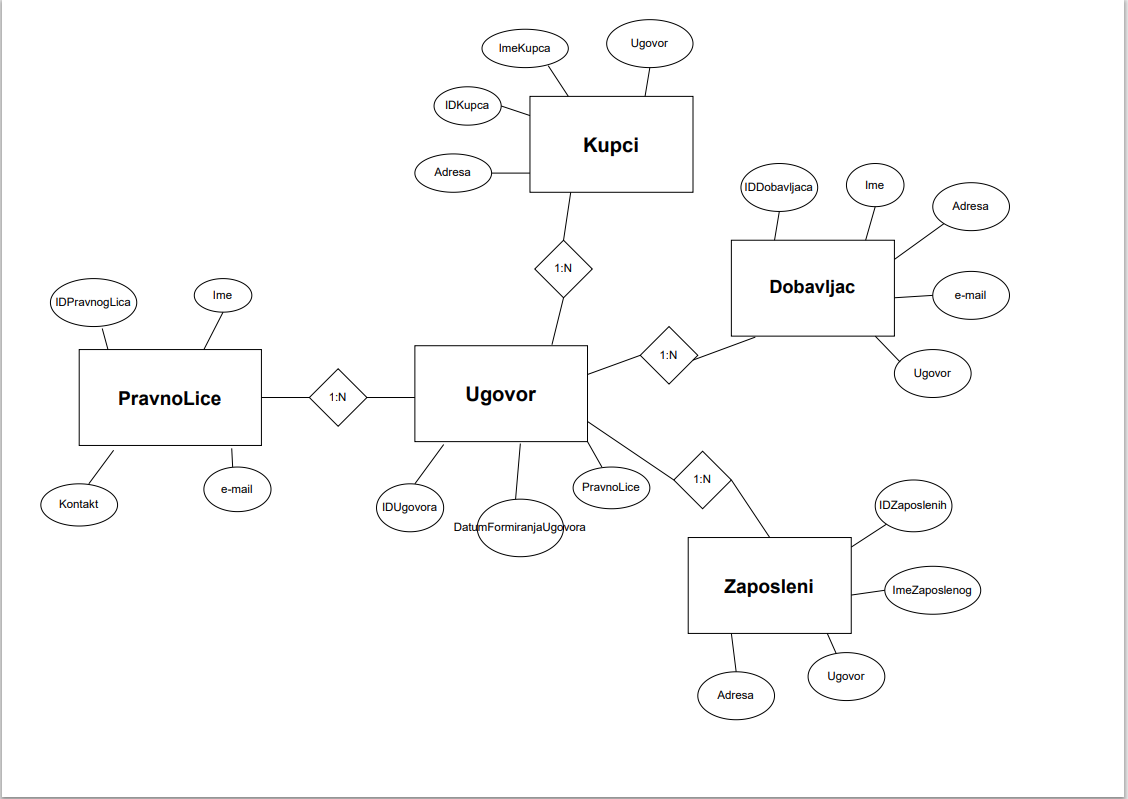 ImeKupca
Ugovor
IDKupca
Kupci
Adresa
1:N
IDDobavljaca
Ime
Adresa
Dobavljac
e-mail
Ugovor
1:N
IDPravnogLica
Ime
PravnoLice
1:N
Ugovor
Kontakt
e-mail
IDUgovora
DatumFormiranjaUgovora
PravnoLice
1:N
IDZaposlenih
Zaposleni
ImeZaposlenog
Adresa
Ugovor